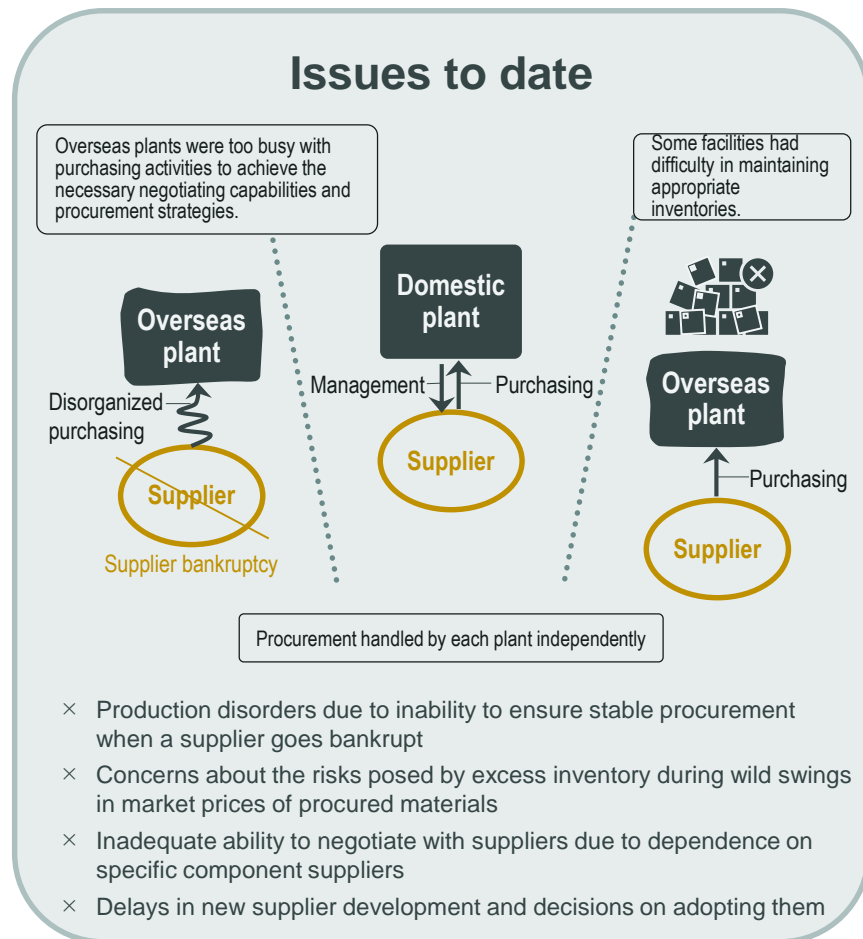 Issues to date
Overseas plants were too busy with
purchasing activities to achieve the
necessary negotiating capabilities and
procurement strategies.
Some facilities had
difficulty in maintaining
appropriate
inventories.
Overseas
plant
Disorganized
purchasing
Supplier
Supplier bankruptcy
Domestic
plant
Management
Purchasing
Supplier
Overseas
plant
Purchasing
Supplier
Procurement handled by each plant independently
× Production disorders due to inability to ensure stable procurement
when a supplier goes bankrupt
× Concerns about the risks posed by excess inventory during wild swings
in market prices of procured materials
× Inadequate ability to negotiate with suppliers due to dependence on
specific component suppliers
× Delays in new supplier development and decisions on adopting them